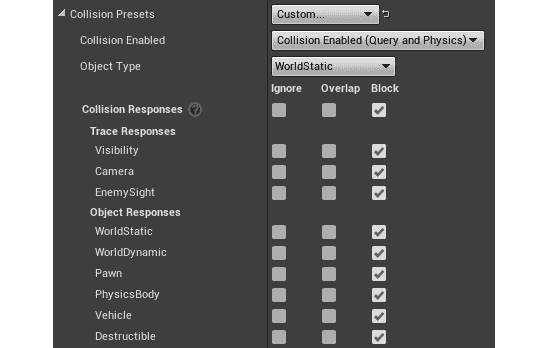 Collision Presets Custom...
Collision Enabled Collision Enabled (Query and Physics)
Object Type WorldStatic
Ignore Overlap Block
Collision Responses ?
Trace Responses
Visibility
Camera
EnemySight
Object Responses
WorldStatic
WorldDynamic
Pawn
PhysicsBody
Vehicle
Destructible